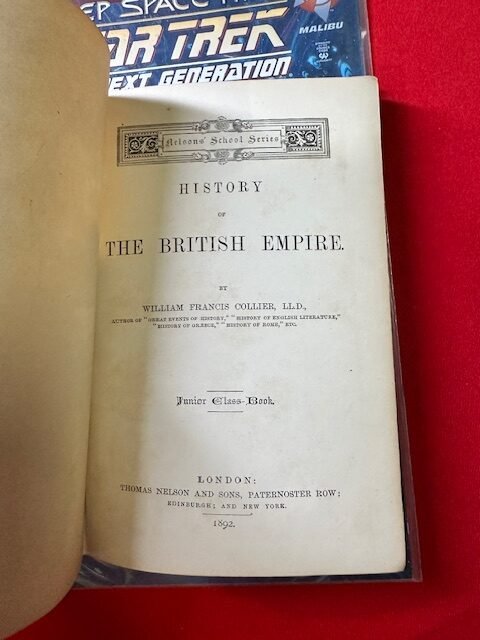 EP SPACE
TAR TREK
EXT GENERATION
MALIBU
Nelsons' School Series
HISTORY
OF
THE BRITISH EMPIRE.
BY
WILLIAM FRANCIS COLLIER, LL.D.,
AUTHOR OF "GREAT EVENTS OF HISTORY," "HISTORY OF ENGLISH LITERATURE,"
"HISTORY OF GREECE," "HISTORY OF ROME," ETC.
Junior Class-Book.
LONDON:
THOMAS NELSON AND SONS, PATERNOSTER ROW;
EDINBURGH; AND NEW YORK.
1892.